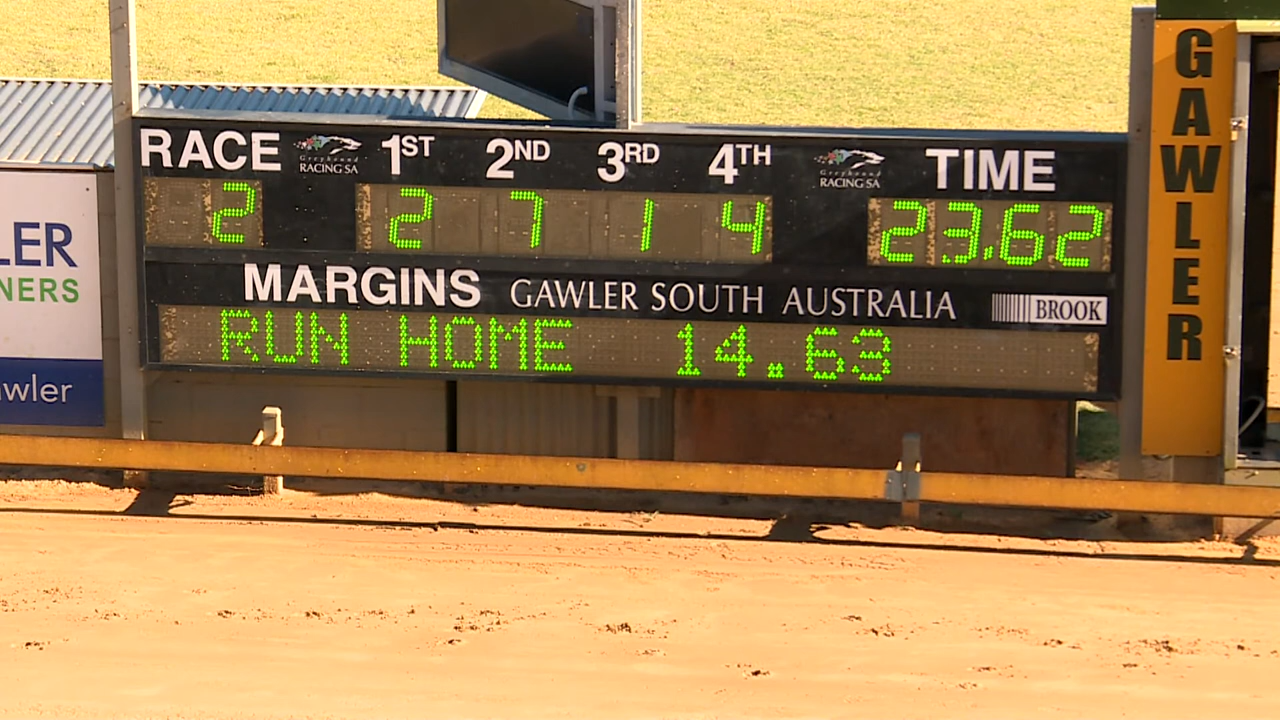 RACE Greyhound RACING SA 1ST 2ND 3RD 4TH Greyhound RACING SA TIME
2 2 7 1 4 23.62
MARGINS GAWLER SOUTH AUSTRALIA BROOK
RUN HOME 14.63
GAWLER
LER
NERS
awler